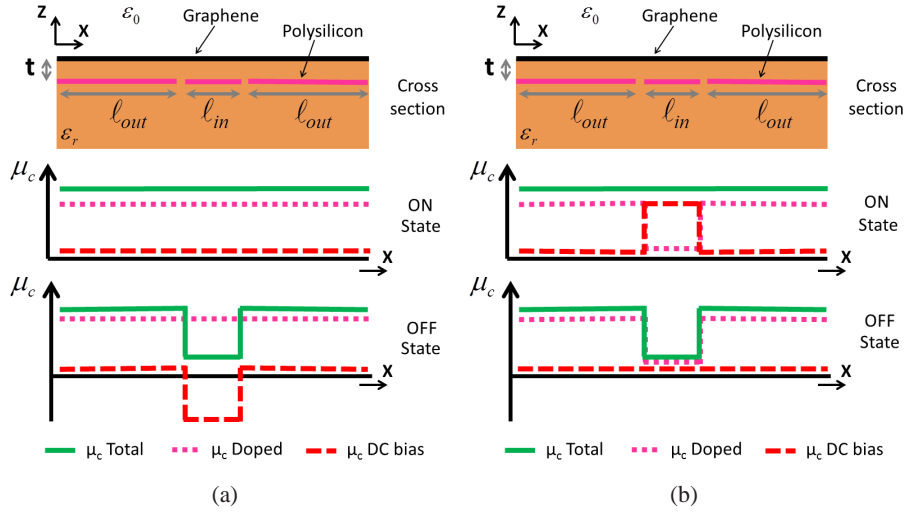 Z
X
ε0
Graphene
Polysilicon
t
ℓout
ℓin
ℓout
εr
Cross
section
μc
ON
State
X
μc
OFF
State
X
μc Total
μc Doped
μc DC bias
(a)
Z
X
ε0
Graphene
Polysilicon
t
ℓout
ℓin
ℓout
εr
Cross
section
μc
ON
State
X
μc
OFF
State
X
μc Total
μc Doped
μc DC bias
(b)